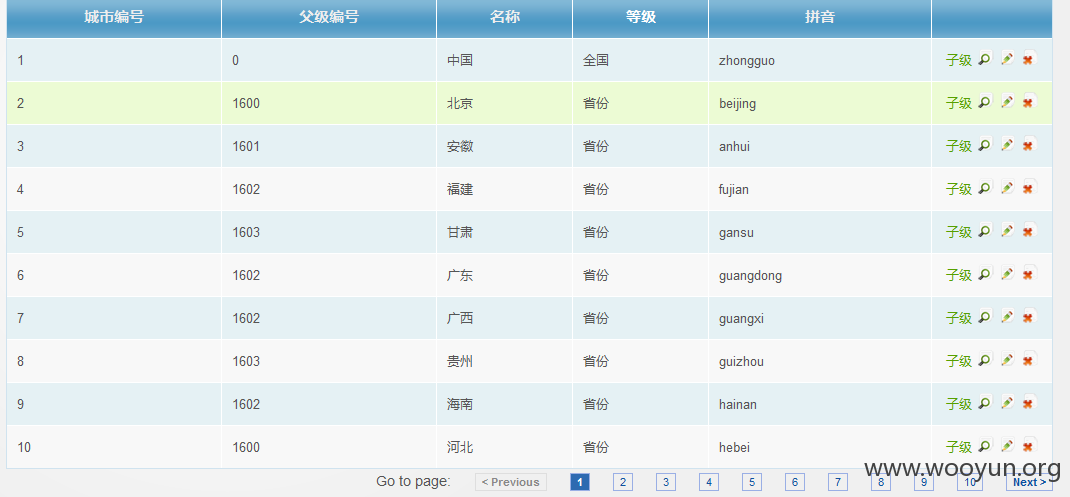 城市编号 父级编号 名称 等级 拼音
1 0 中国 全国 zhongguo 子级
2 1600 北京 省份 beijing 子级
3 1601 安徽 省份 anhui 子级
4 1602 福建 省份 fujian 子级
5 1603 甘肃 省份 gansu 子级
6 1602 广东 省份 guangdong 子级
7 1602 广西 省份 guangxi 子级
8 1603 贵州 省份 guizhou 子级
9 1602 海南 省份 hainan 子级
10 1600 河北 省份 hebei 子级
Go to page: < Previous 1 2 3 4 5 6 7 8 9 10 Next >
www.wooyun.org